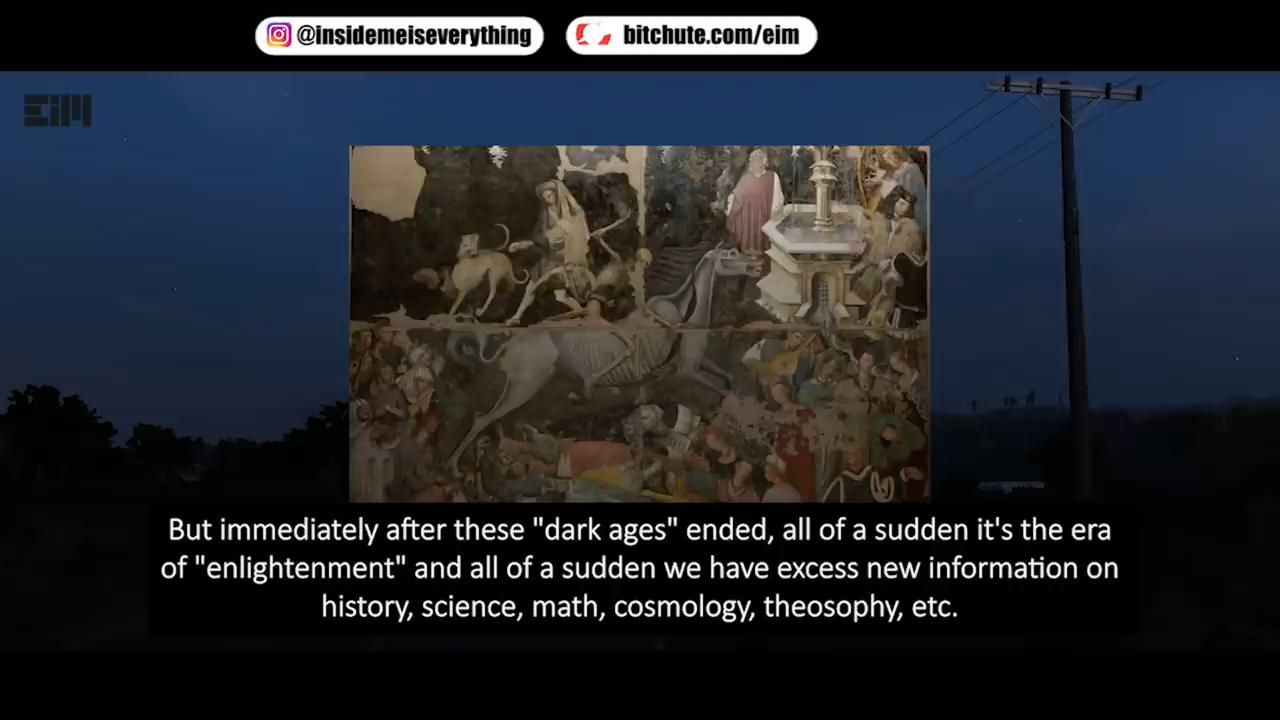 @insidemeiseverything
bitchute.com/eim
EiM
But immediately after these "dark ages" ended, all of a sudden it's the era
of "enlightenment" and all of a sudden we have excess new information on
history, science, math, cosmology, theosophy, etc.